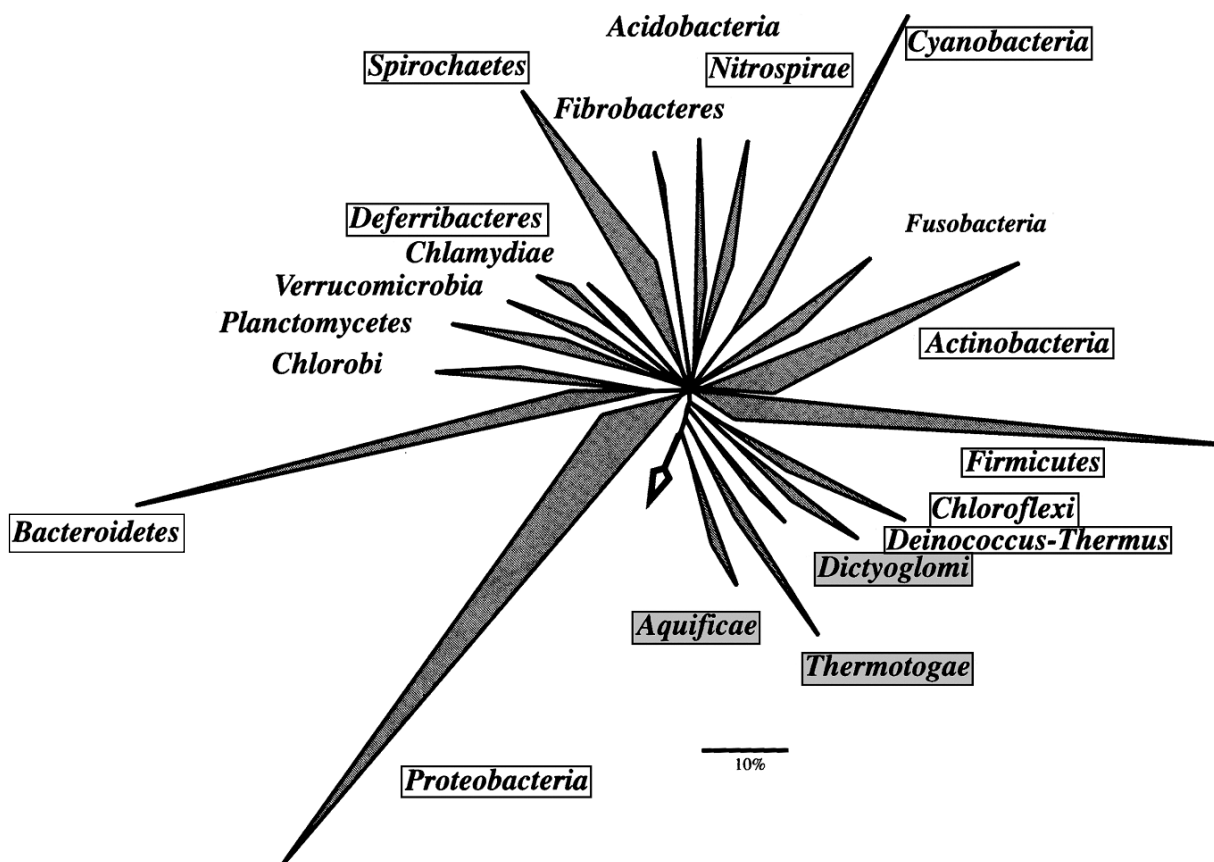 Acidobacteria
Cyanobacteria
Spirochaetes
Nitrospirae
Fibrobacteres
Deferribacteres
Fusobacteria
Chlamydiae
Verrucomicrobia
Planctomycetes
Actinobacteria
Chlorobi
Firmicutes
Chloroflexi
Bacteroidetes
Deinococcus-Thermus
Dictyoglomi
Aquificae
Thermotogae
10%
Proteobacteria